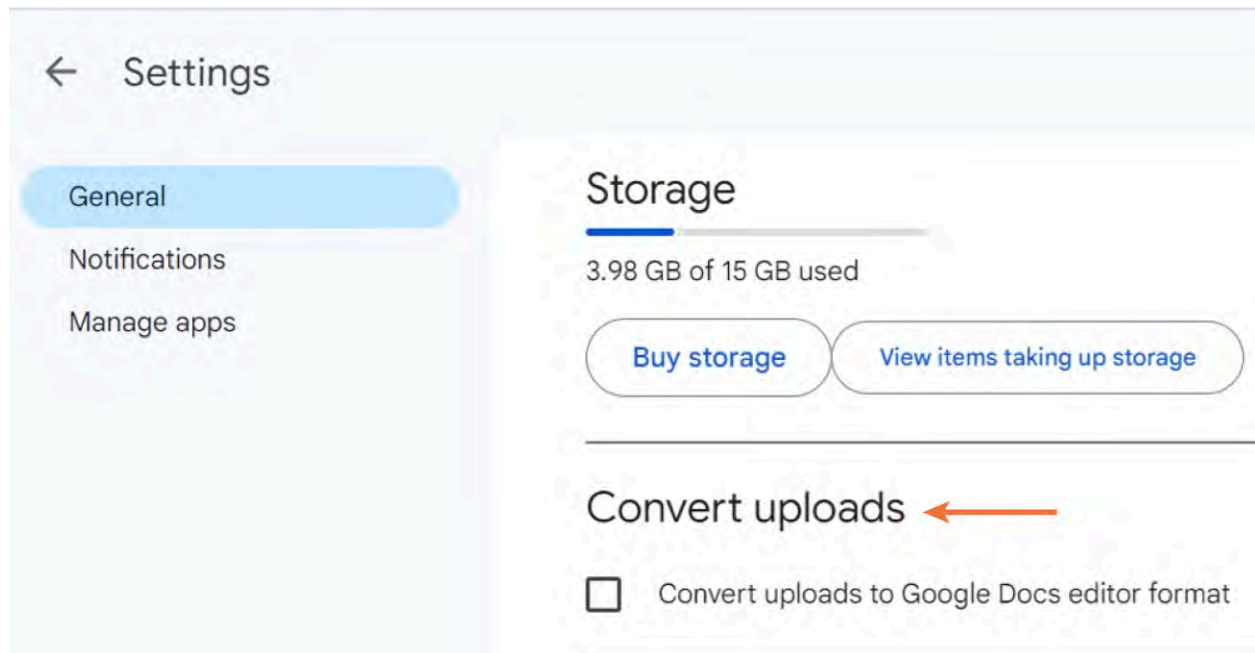 Settings
General
Notifications
Manage apps
Storage
3.98 GB of 15 GB used
Buy storage
View items taking up storage
Convert uploads
Convert uploads to Google Docs editor format